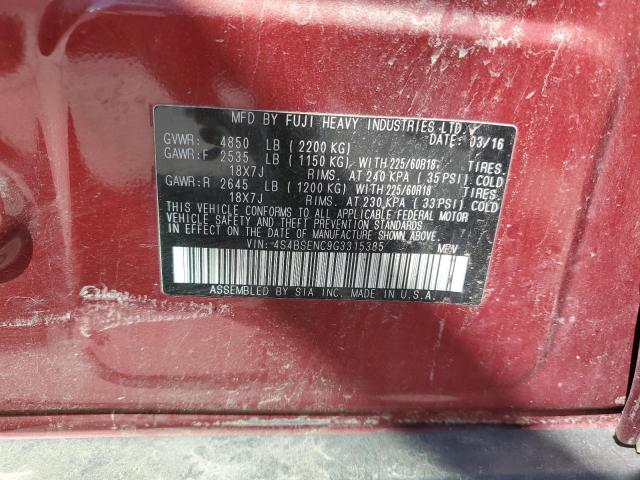 MFD BY FUJI HEAVY INDUSTRIES LTD.
GVWR: 4850 LB (2200 KG) DATE 03/16
GAWR:F 2535 LB (1150 KG) WITH 225/60R18 TIRES.
18X7J RIMS. AT 240 KPA (35 PSI) COLD
GAWR:R 2645 LB (1200 KG) WITH 225/60R18 TIRES.
18X7J RIMS. AT 230 KPA (33 PSI) COLD
THIS VEHICLE CONFORMS TO ALL APPLICABLE FEDERAL MOTOR
VEHICLE SAFETY AND THEFT PREVENTION STANDARDS
IN EFFECT ON THE DATE OF MANUFACTURE SHOWN ABOVE.
VIN: 4S4BSENC9G3315385 MPV
ASSEMBLED BY SIA INC. MADE IN U.S.A.